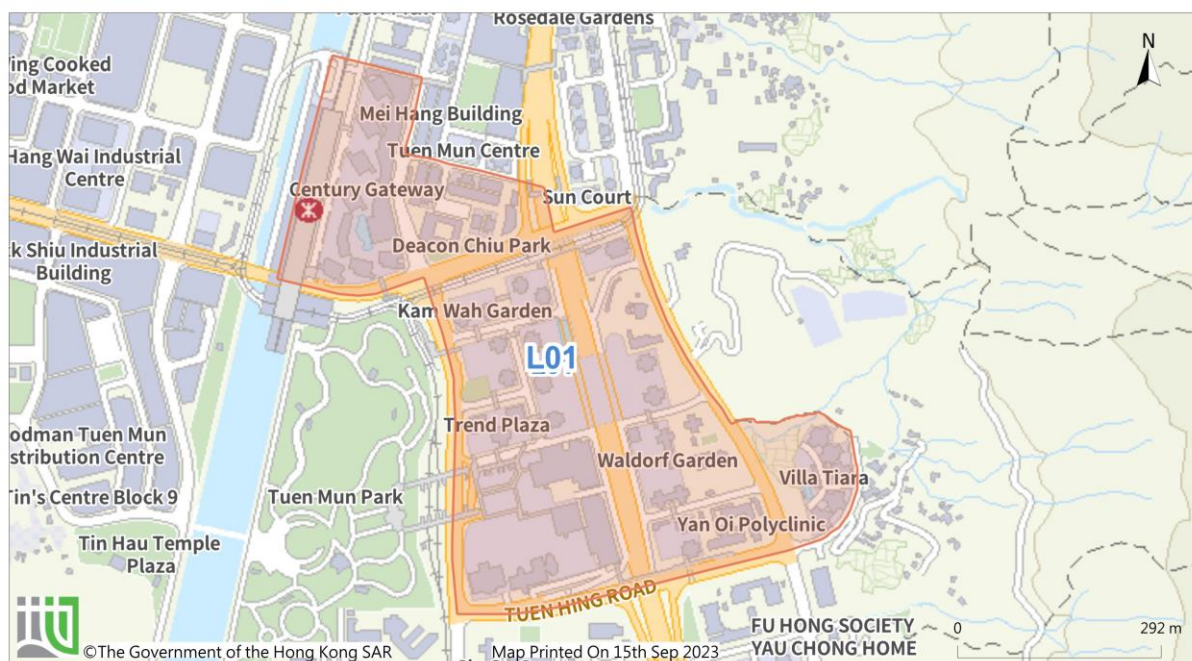 Rosedale Gardens
ing Cooked
od Market
N
Mei Hang Building
Hang Wai Industrial
Centre
Tuen Mun Centre
Century Gateway
Sun Court
Deacon Chiu Park
k Shiu Industrial
Building
Kam Wah Garden
L01
Trend Plaza
odman Tuen Mun
stribution Centre
Waldorf Garden
Villa Tiara
Tin's Centre Block 9
Tuen Mun Park
Yan Oi Polyclinic
Tin Hau Temple
Plaza
TUEN HING ROAD
FU HONG SOCIETY
YAU CHONG HOME
0
292 m
©The Government of the Hong Kong SAR
Map Printed On 15th Sep 2023